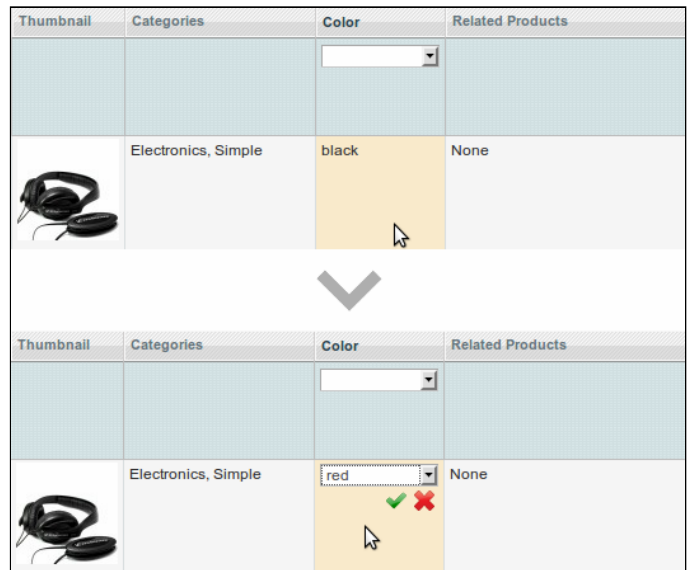 Thumbnail Categories Color Related Products
Electronics, Simple black None
Thumbnail Categories Color Related Products
Electronics, Simple red None